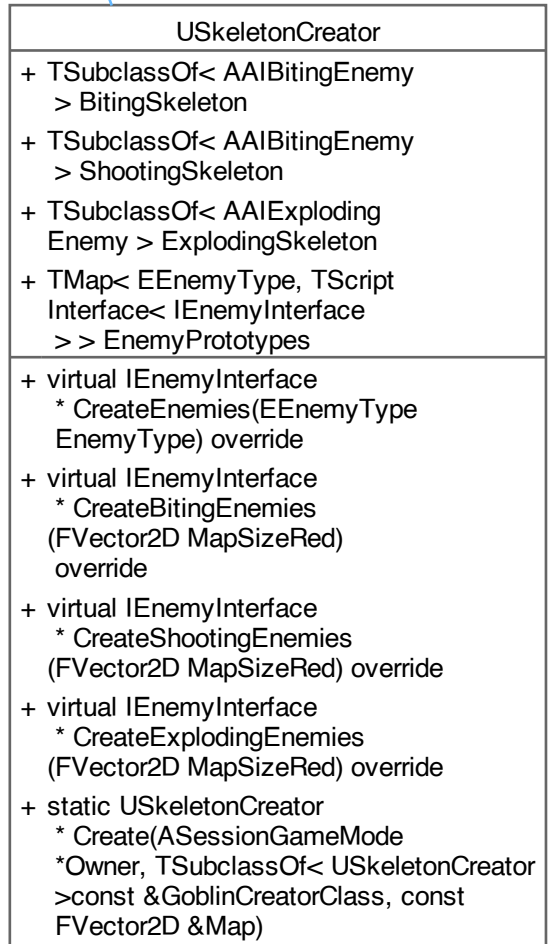 USkeletonCreator
+ TSubclassOf< AAIBitingEnemy
> BitingSkeleton
+ TSubclassOf< AAIBitingEnemy
> ShootingSkeleton
+ TSubclassOf< AAIExploding
Enemy > ExplodingSkeleton
+ TMap< EEnemyType, TScript
Interface< IEnemyInterface
> > EnemyPrototypes
+ virtual IEnemyInterface
* CreateEnemies(EEnemyType
EnemyType) override
+ virtual IEnemyInterface
* CreateBitingEnemies
(FVector2D MapSizeRed)
override
+ virtual IEnemyInterface
* CreateShootingEnemies
(FVector2D MapSizeRed) override
+ virtual IEnemyInterface
* CreateExplodingEnemies
(FVector2D MapSizeRed) override
+ static USkeletonCreator
* Create(ASessionGameMode
*Owner, TSubclassOf< USkeletonCreator
>const &GoblinCreatorClass, const
FVector2D &Map)